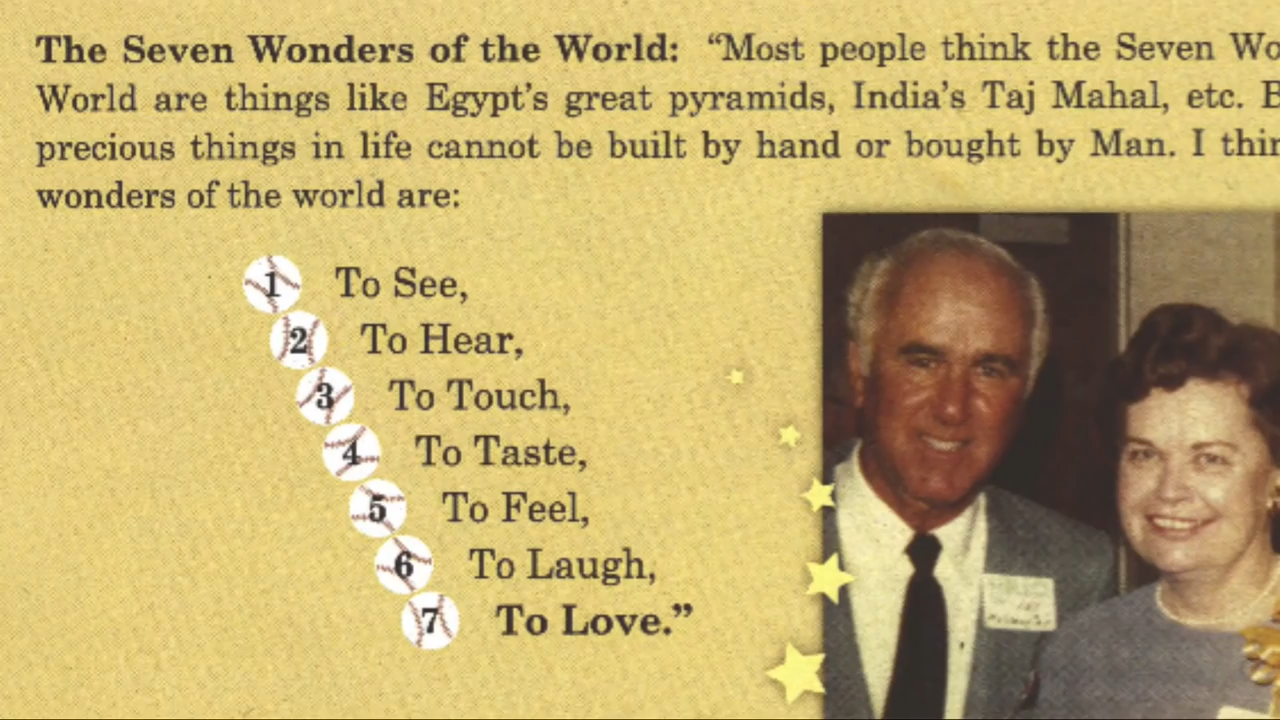 The Seven Wonders of the World: “Most people think the Seven
World are things like Egypt’s great pyramids, India’s Taj Mahal, etc.
precious things in life cannot be built by hand or bought by Man. I
wonders of the world are:
1 To See,
2 To Hear,
3 To Touch,
4 To Taste,
5 To Feel,
6 To Laugh,
7 To Love.”